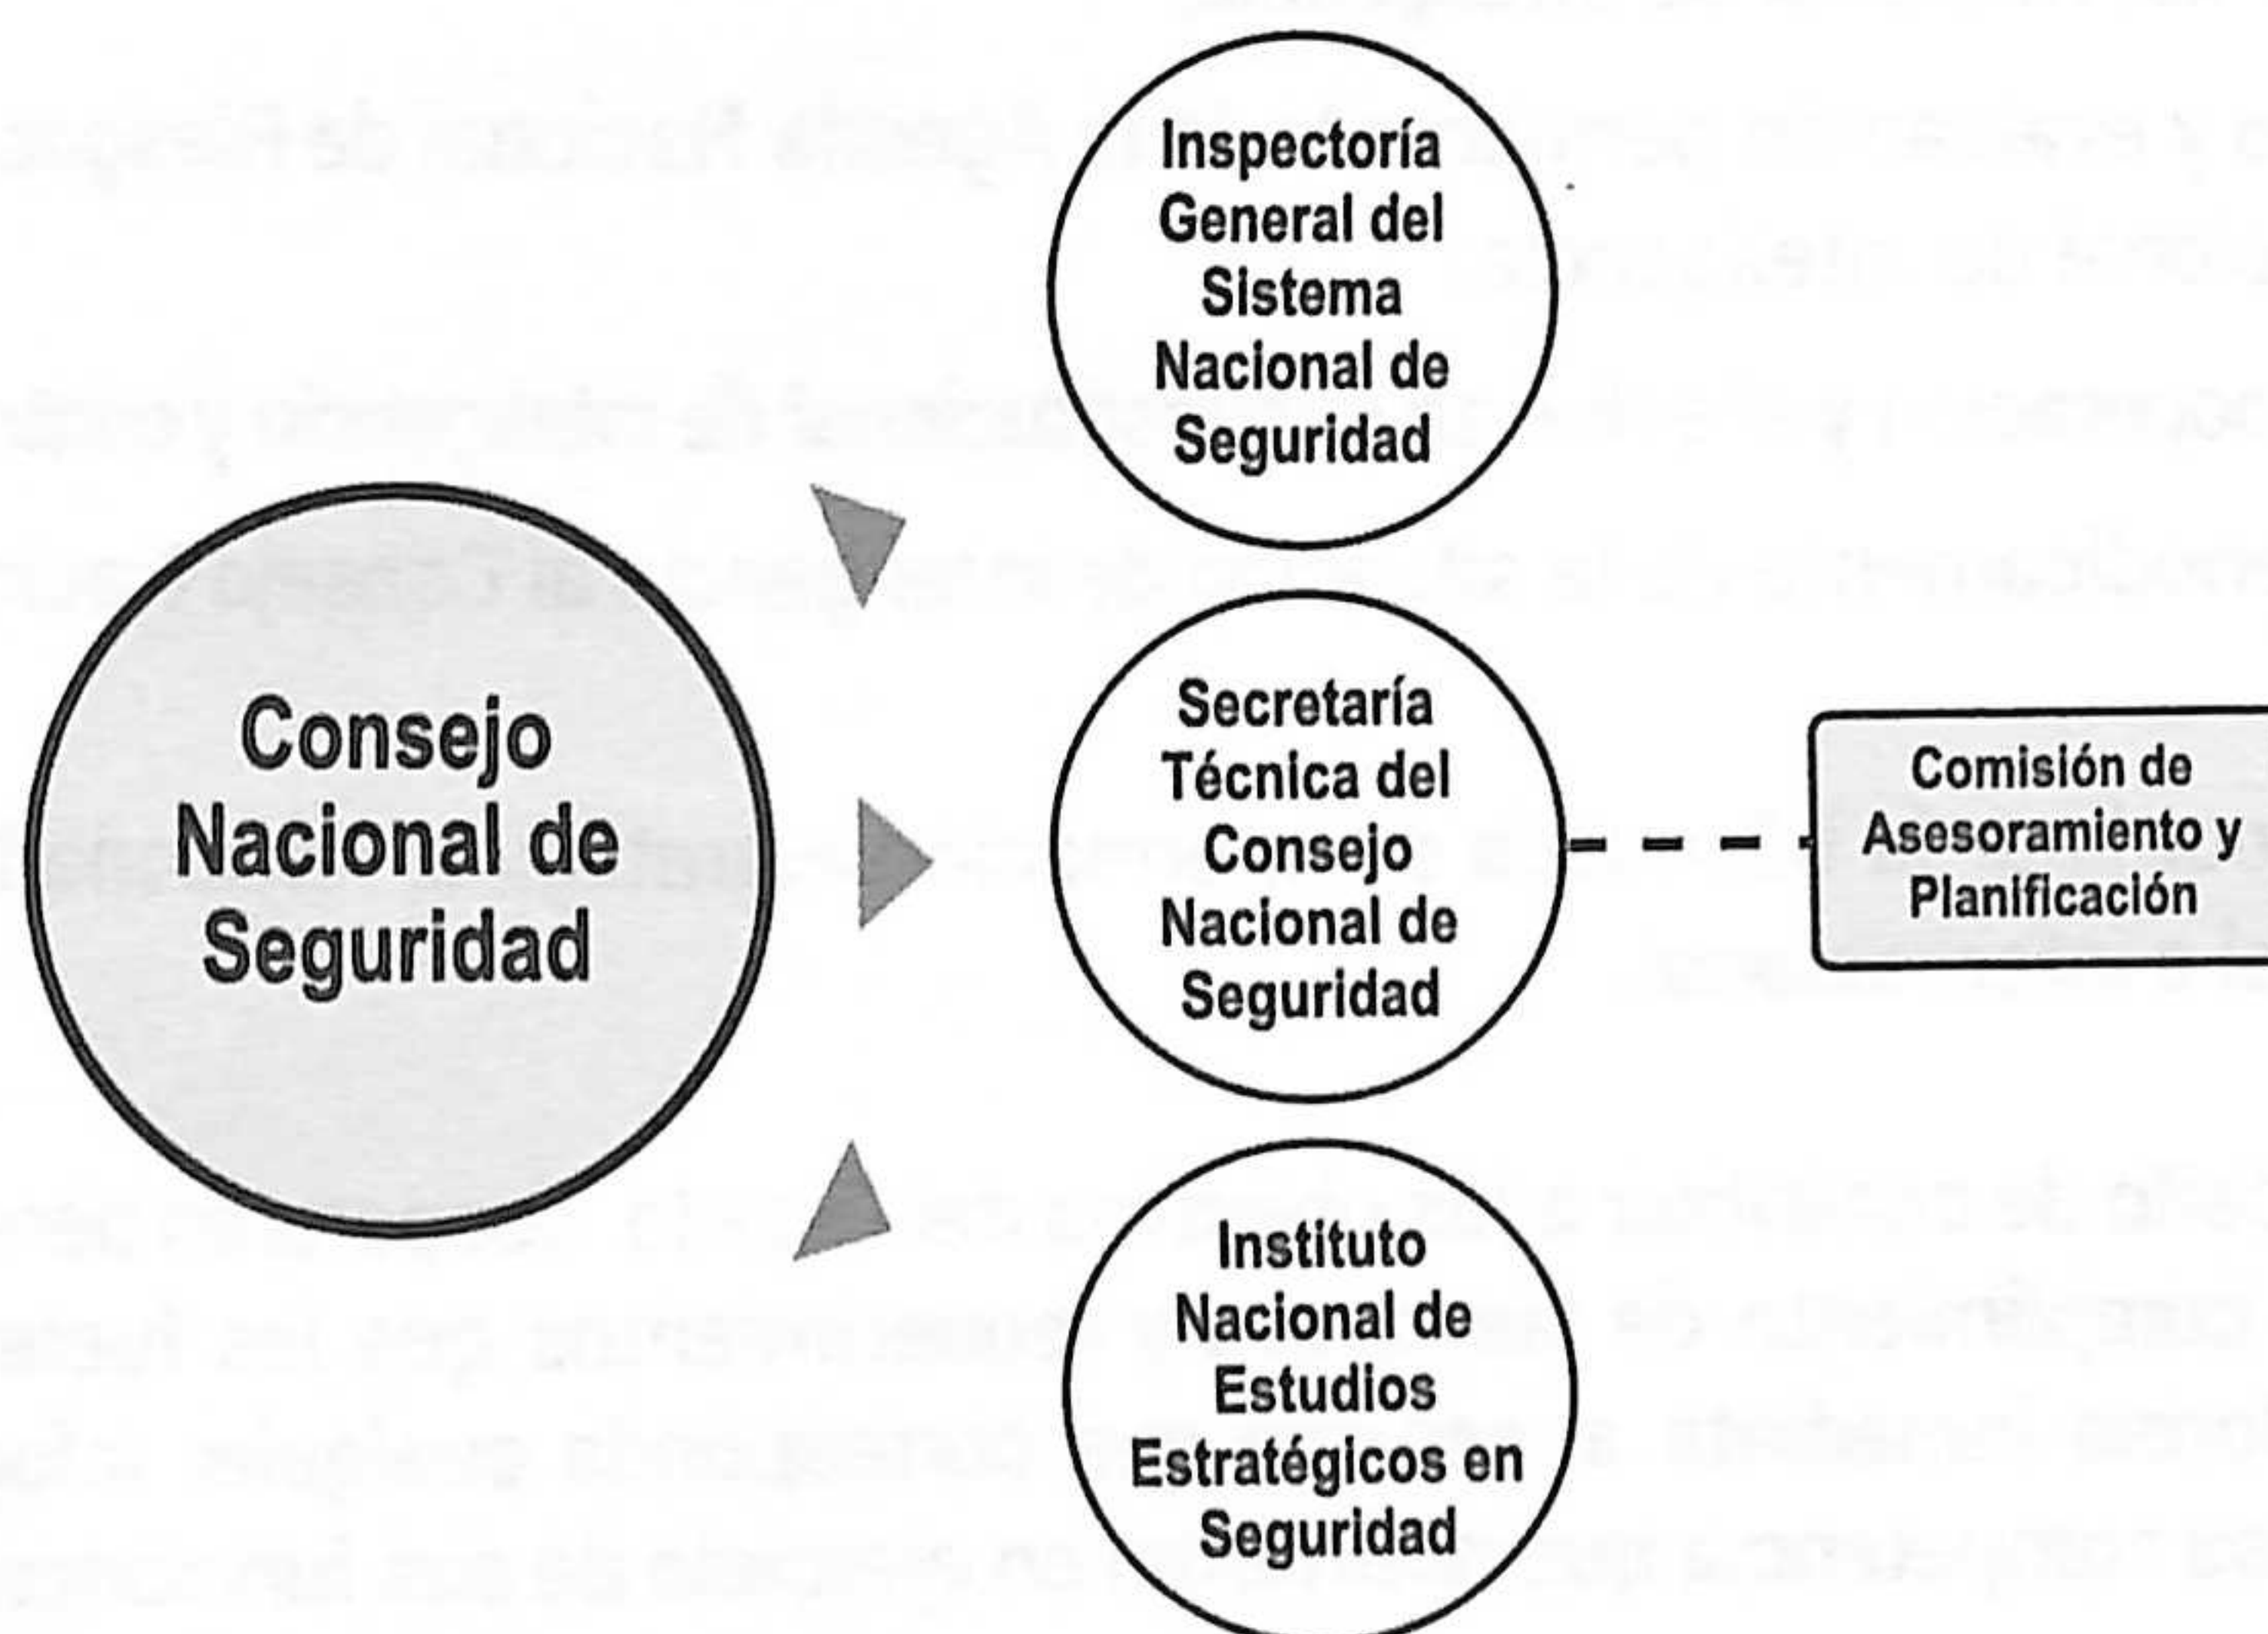 Inspectoría
General del
Sistema
Nacional de
Seguridad
Consejo
Nacional de
Seguridad
Secretaría
Técnica del
Consejo
Nacional de
Seguridad
Comisión de
Asesoramiento y
Planificación
Instituto
Nacional de
Estudios
Estratégicos en
Seguridad